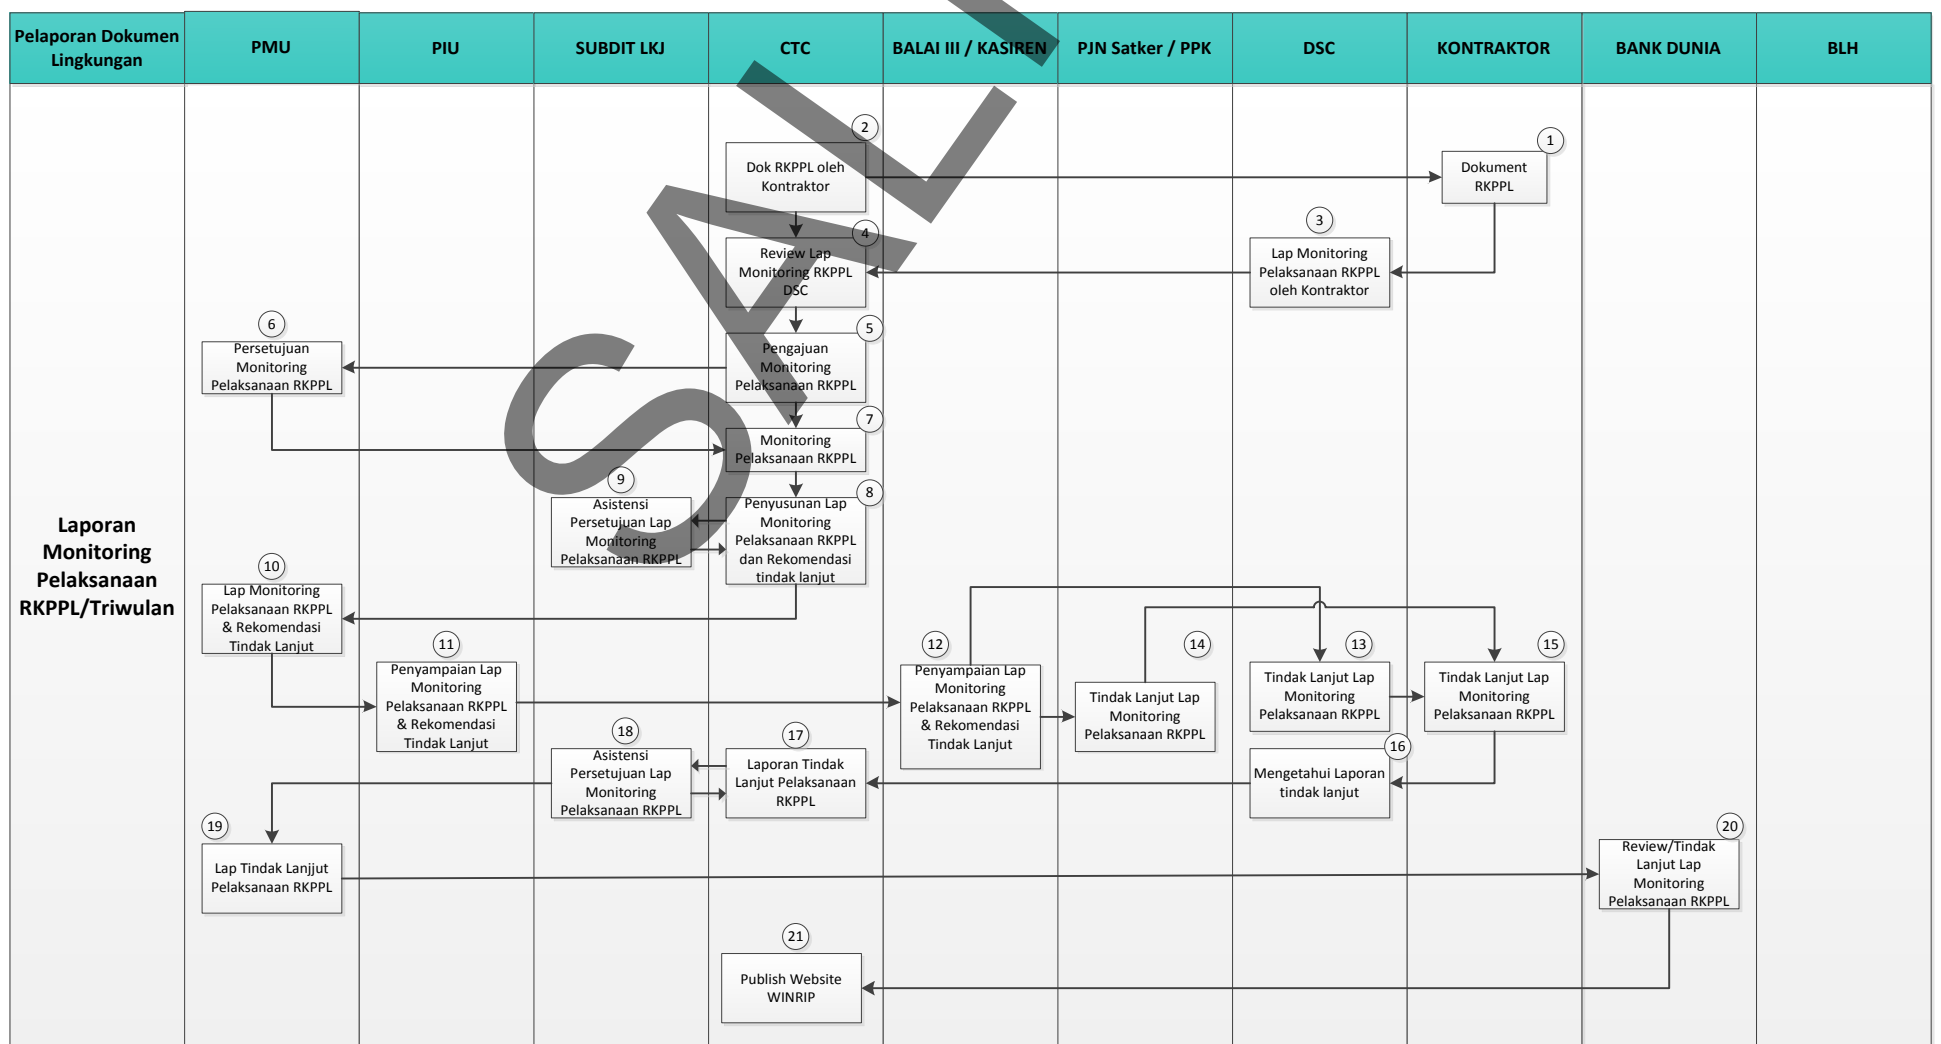 Pelaporan Dokumen
Lingkungan
PMU
PIU
SUBDIT LKJ
CTC
BALAI III / KASIREN
PJN Satker / PPK
DSC
KONTRAKTOR
BANK DUNIA
BLH
Laporan
Monitoring
Pelaksanaan
RKPPL/Triwulan
2
Dok RKPPL oleh
Kontraktor
1
Dokument
RKPPL
3
Lap Monitoring
Pelaksanaan RKPPL
oleh Kontraktor
4
Review Lap
Monitoring RKPPL
DSC
5
Pengajuan
Monitoring
Pelaksanaan RKPPL
6
Persetujuan
Monitoring
Pelaksanaan RKPPL
7
Monitoring
Pelaksanaan RKPPL
8
Penyusunan Lap
Monitoring
Pelaksanaan RKPPL
dan Rekomendasi
tindak lanjut
9
Asistensi
Persetujuan Lap
Monitoring
Pelaksanaan RKPPL
10
Lap Monitoring
Pelaksanaan RKPPL
& Rekomendasi
Tindak Lanjut
11
Penyampaian Lap
Monitoring
Pelaksanaan RKPPL
& Rekomendasi
Tindak Lanjut
12
Penyampaian Lap
Monitoring
Pelaksanaan RKPPL
& Rekomendasi
Tindak Lanjut
14
Tindak Lanjut Lap
Monitoring
Pelaksanaan RKPPL
13
Tindak Lanjut Lap
Monitoring
Pelaksanaan RKPPL
15
Tindak Lanjut Lap
Monitoring
Pelaksanaan RKPPL
16
Mengetahui Laporan
tindak lanjut
17
Laporan Tindak
Lanjut Pelaksanaan
RKPPL
18
Asistensi
Persetujuan Lap
Monitoring
Pelaksanaan RKPPL
19
Lap Tindak Lanjjut
Pelaksanaan RKPPL
20
Review/Tindak
Lanjut Lap
Monitoring
Pelaksanaan RKPPL
21
Publish Website
WINRIP